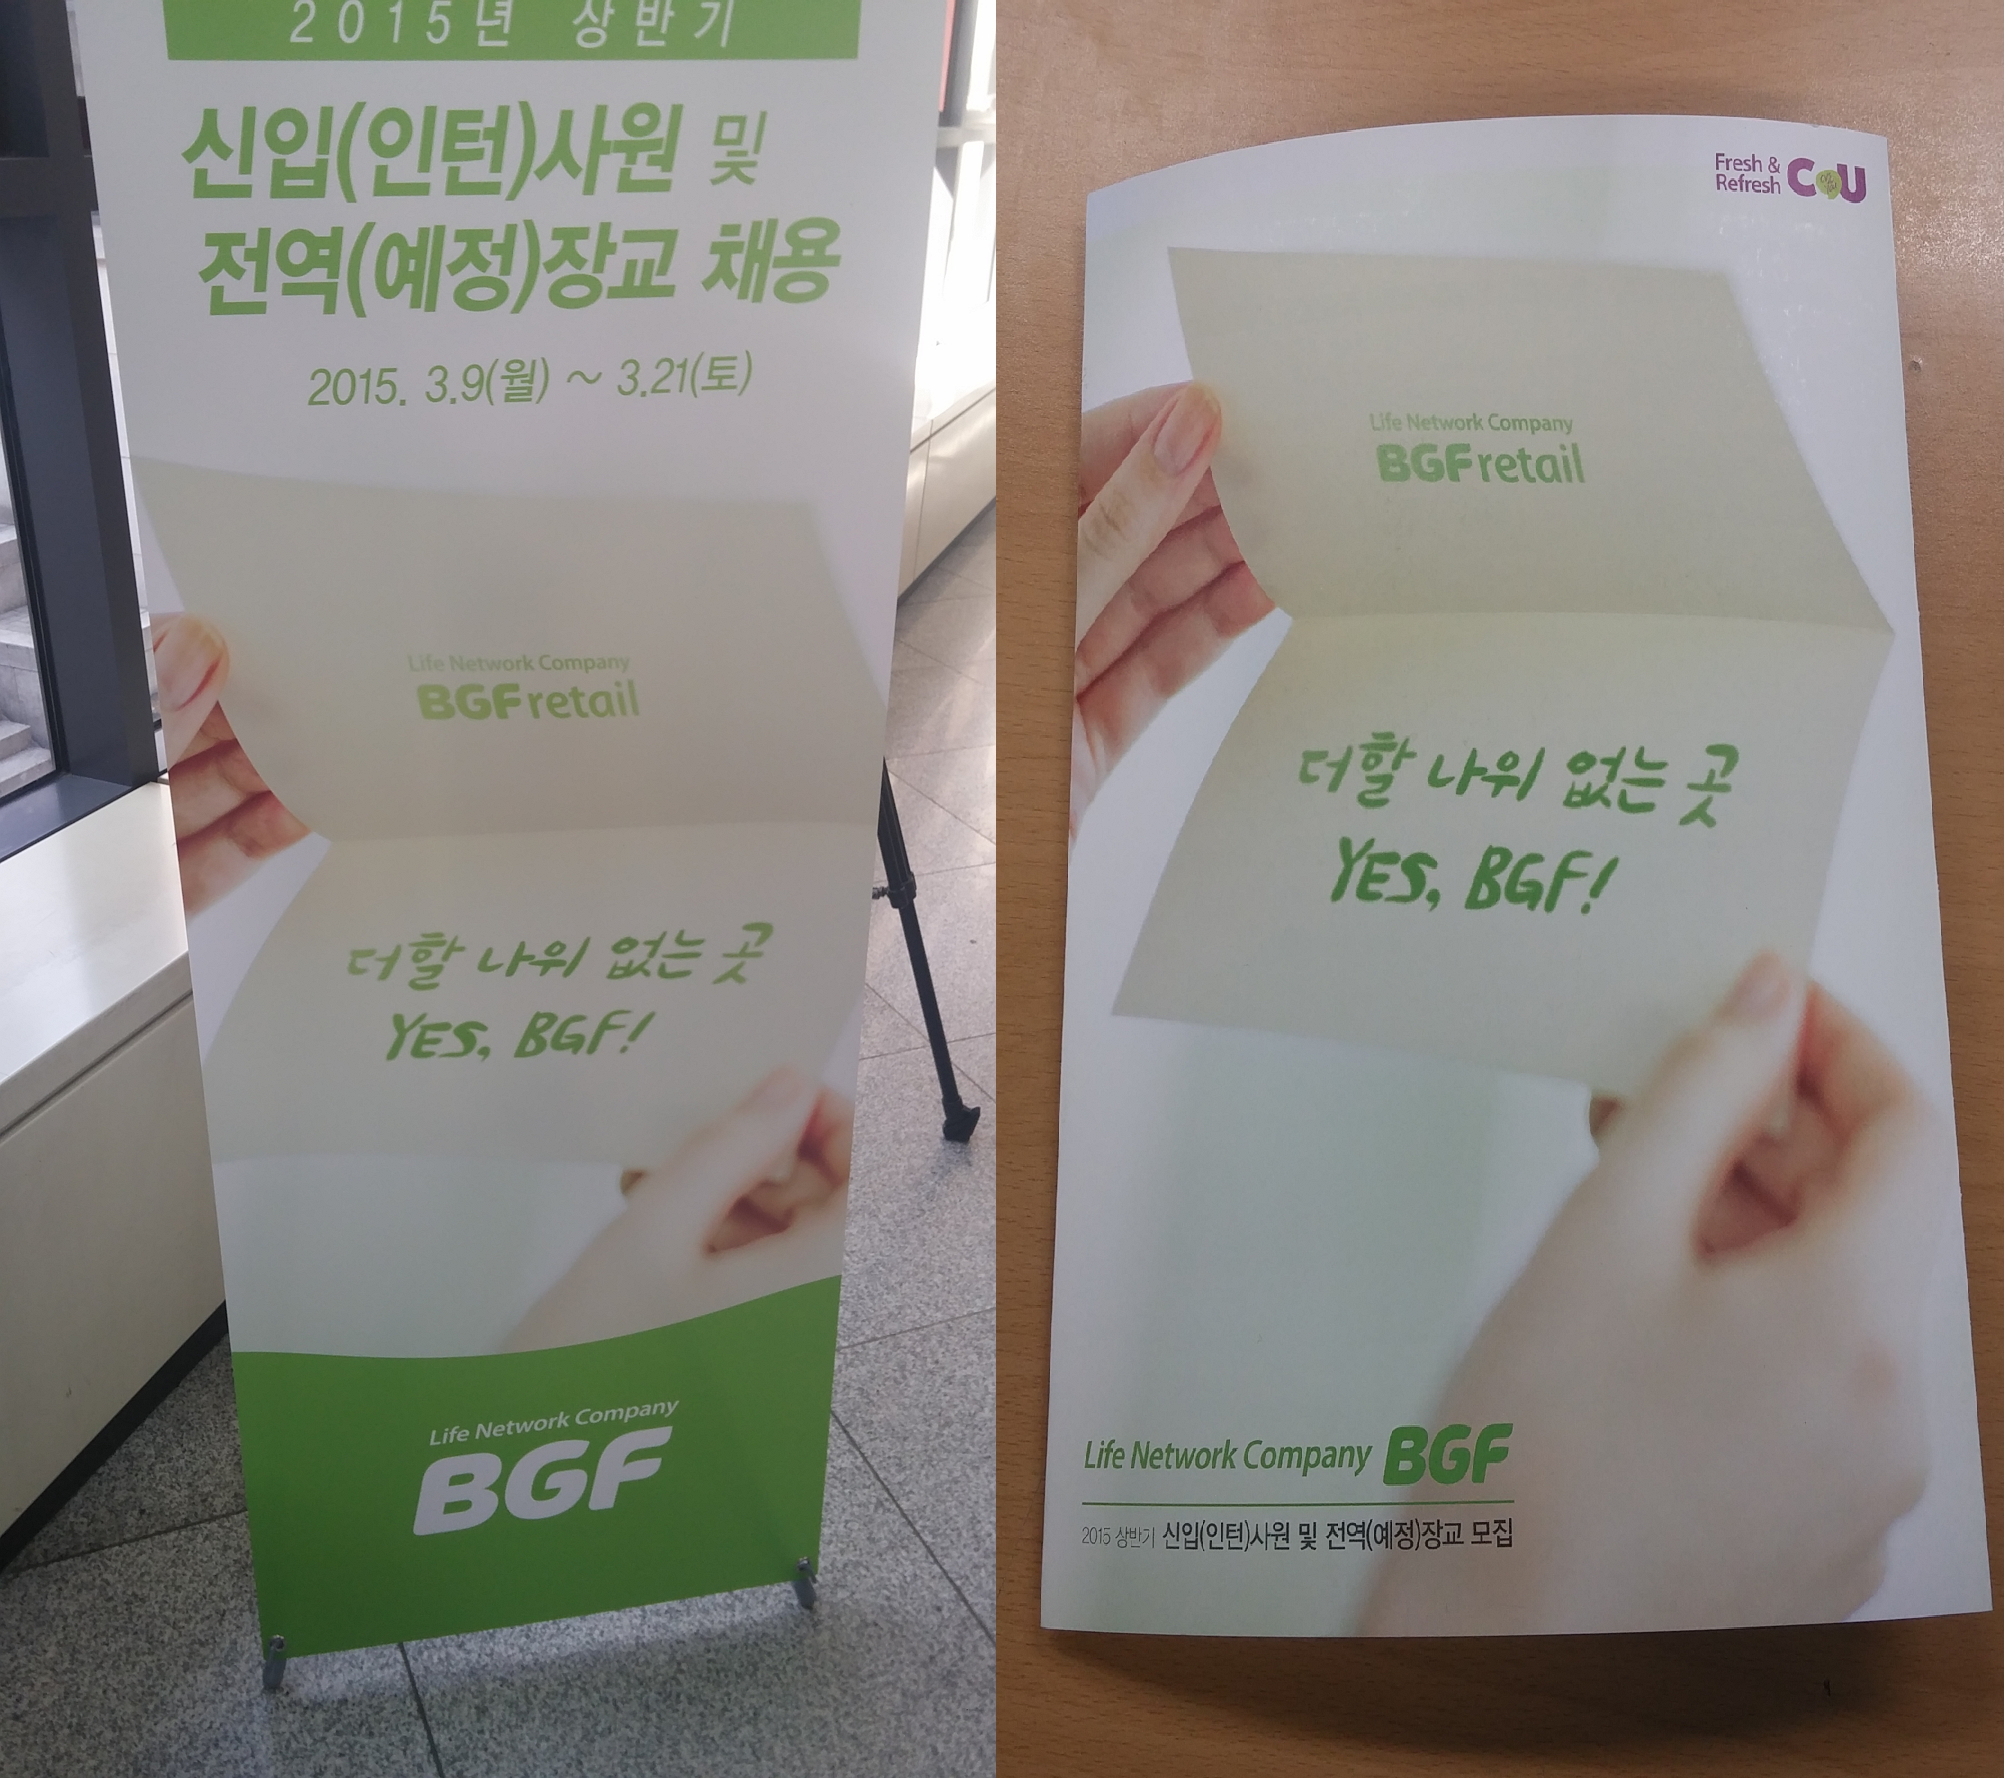 2015년 상반기
신입(인턴)사원 및
전역(예정)장교 채용
2015. 3.9(월) ~ 3.21(토)
Life Network Company
BGFretail
더할 나위 없는 곳
YES, BGF!
Life Network Company
BGF
Fresh &
Refresh CU
Life Network Company
BGFretail
더할 나위 없는 곳
YES, BGF!
Life Network Company BGF
2015 상반기 신입(인턴)사원 및 전역(예정)장교 모집